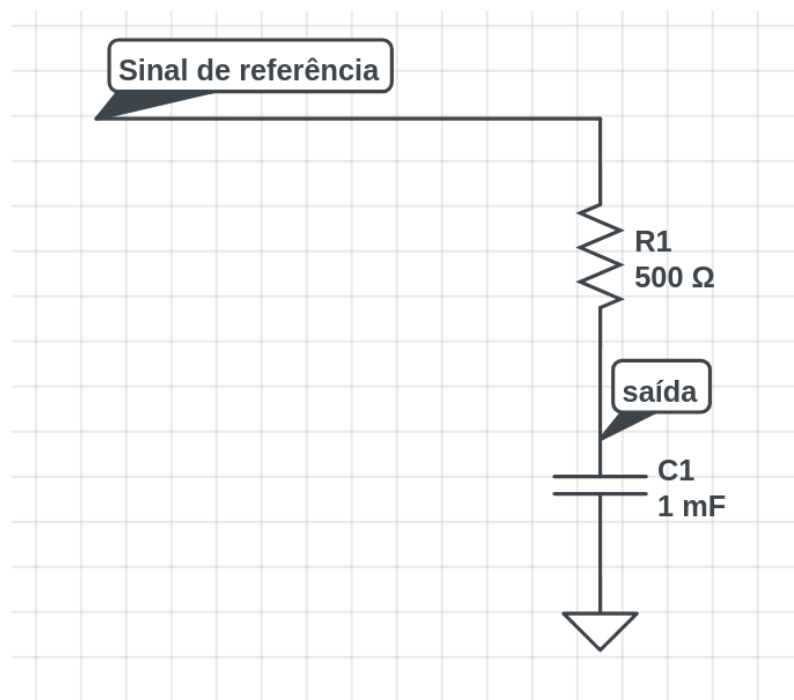 Sinal de referência
R1
500 Ω
saída
C1
1 mF